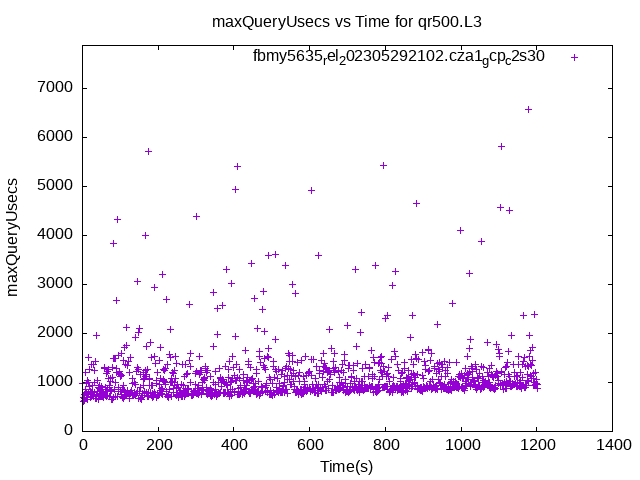 maxQueryUsecs vs Time for qr500.L3
fbmy5635rel202305292102.cza1gcpc2s30
7000
6000
5000
4000
3000
2000
1000
0
maxQueryUsecs
0 200 400 600 800 1000 1200 1400
Time(s)